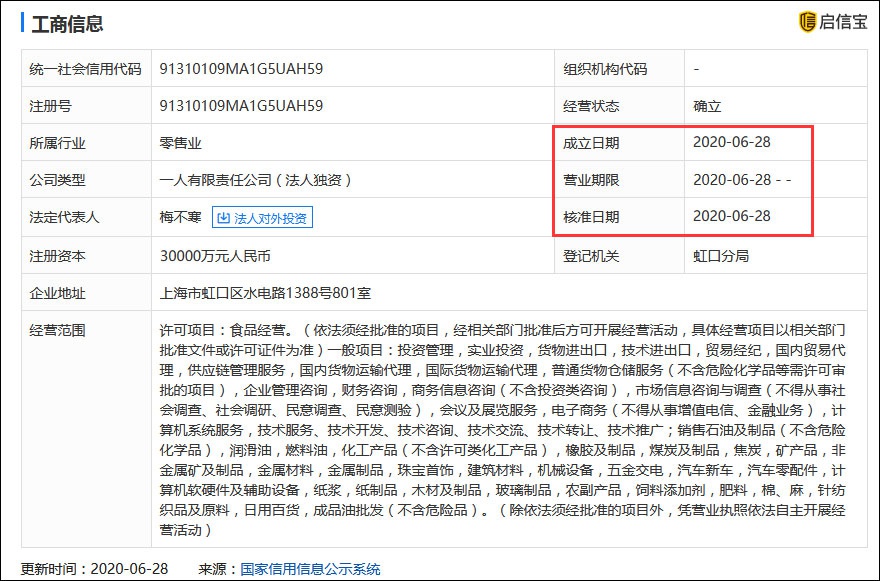 工商信息
启信宝
统一社会信用代码 91310109MA1G5UAH59 组织机构代码 -
注册号 91310109MA1G5UAH59 经营状态 确立
所属行业 零售业 成立日期 2020-06-28
公司类型 一人有限责任公司（法人独资） 营业期限 2020-06-28 - -
法定代表人 梅不寒 法人对外投资 核准日期 2020-06-28
注册资本 30000万元人民币 登记机关 虹口分局
企业地址 上海市虹口区水电路1388号801室
经营范围 许可项目：食品经营。（依法须经批准的项目，经相关部门批准后方可开展经营活动，具体经营项目以相关部门
批准文件或许可证件为准）一般项目：投资管理，实业投资，货物进出口，技术进出口，贸易经纪，国内贸易代
理，供应链管理服务，国内货物运输代理，国际货物运输代理，普通货物仓储服务（不含危险化学品等需许可审
批的项目），企业管理咨询，财务咨询，商务信息咨询（不含投资类咨询），市场信息咨询与调查（不得从事社
会调查、社会调研、民意调查、民意测验），会议及展览服务，电子商务（不得从事增值电信、金融业务），计
算机系统服务，技术服务、技术开发、技术咨询、技术交流、技术转让、技术推广；销售石油及制品（不含危险
化学品），润滑油，燃料油，化工产品（不含许可类化工产品），橡胶及制品，煤炭及制品，焦炭，矿产品，非
金属矿及制品，金属材料，金属制品，珠宝首饰，建筑材料，机械设备，五金交电，汽车新车，汽车零配件，计
算机软硬件及辅助设备，纸浆，纸制品，木材及制品，玻璃制品，农副产品，饲料添加剂，肥料，棉、麻，针纺
织品及原料，日用百货，成品油批发（不含危险品）。（除依法须经批准的项目外，凭营业执照依法自主开展经
营活动）
更新时间：2020-06-28 来源：国家信用信息公示系统